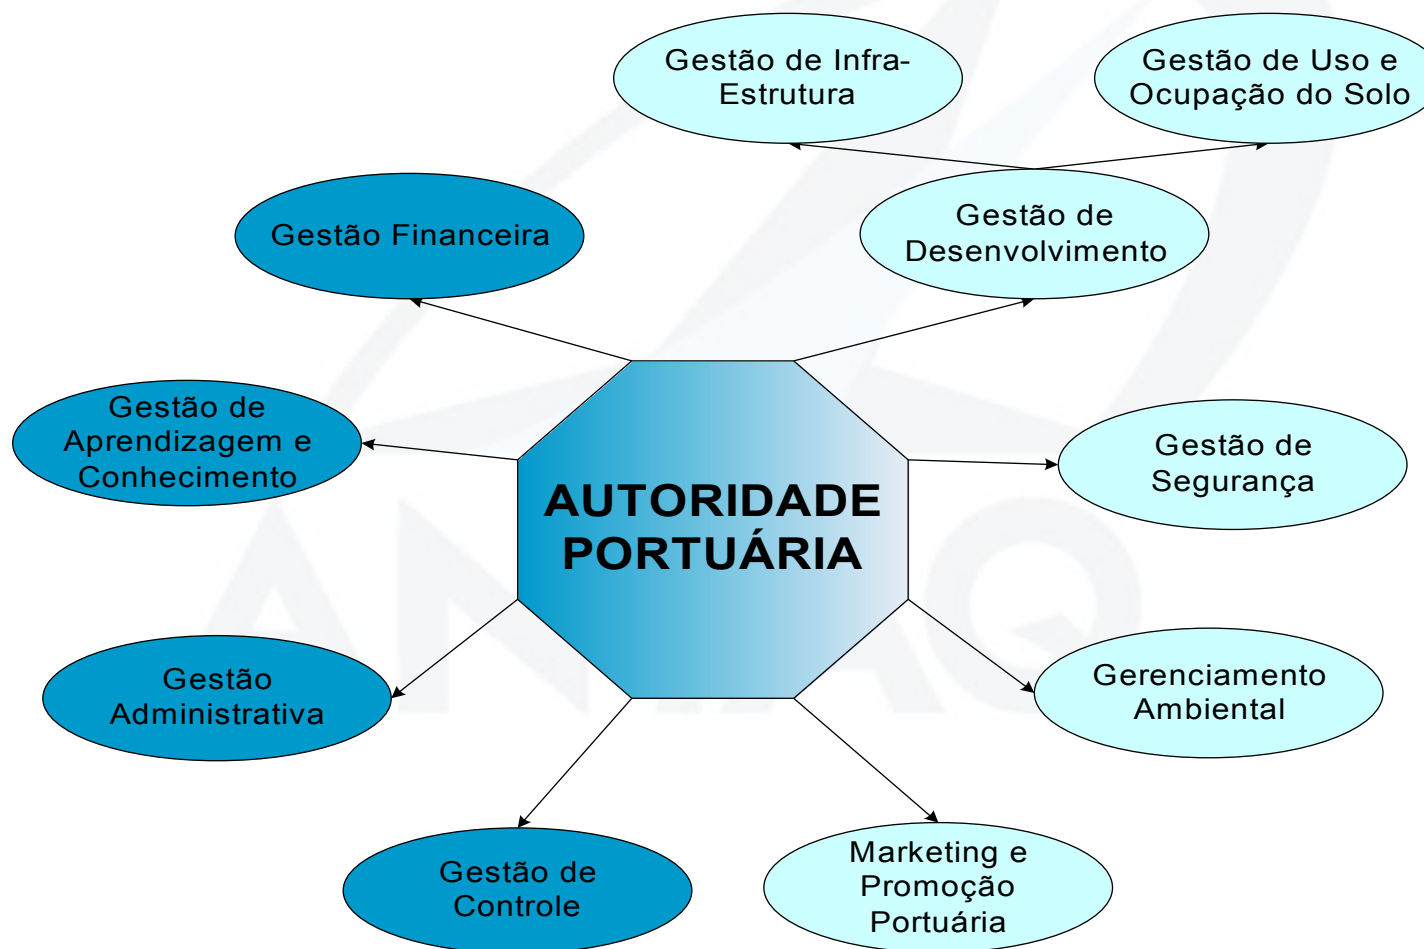 Gestão de Infra-
Estrutura
Gestão de Uso e
Ocupação do Solo
Gestão Financeira
Gestão de
Desenvolvimento
Gestão de
Aprendizagem e
Conhecimento
Gestão de
Segurança
AUTORIDADE
PORTUÁRIA
Gestão
Administrativa
Gerenciamento
Ambiental
Gestão de
Controle
Marketing e
Promoção
Portuária
ANTAQ